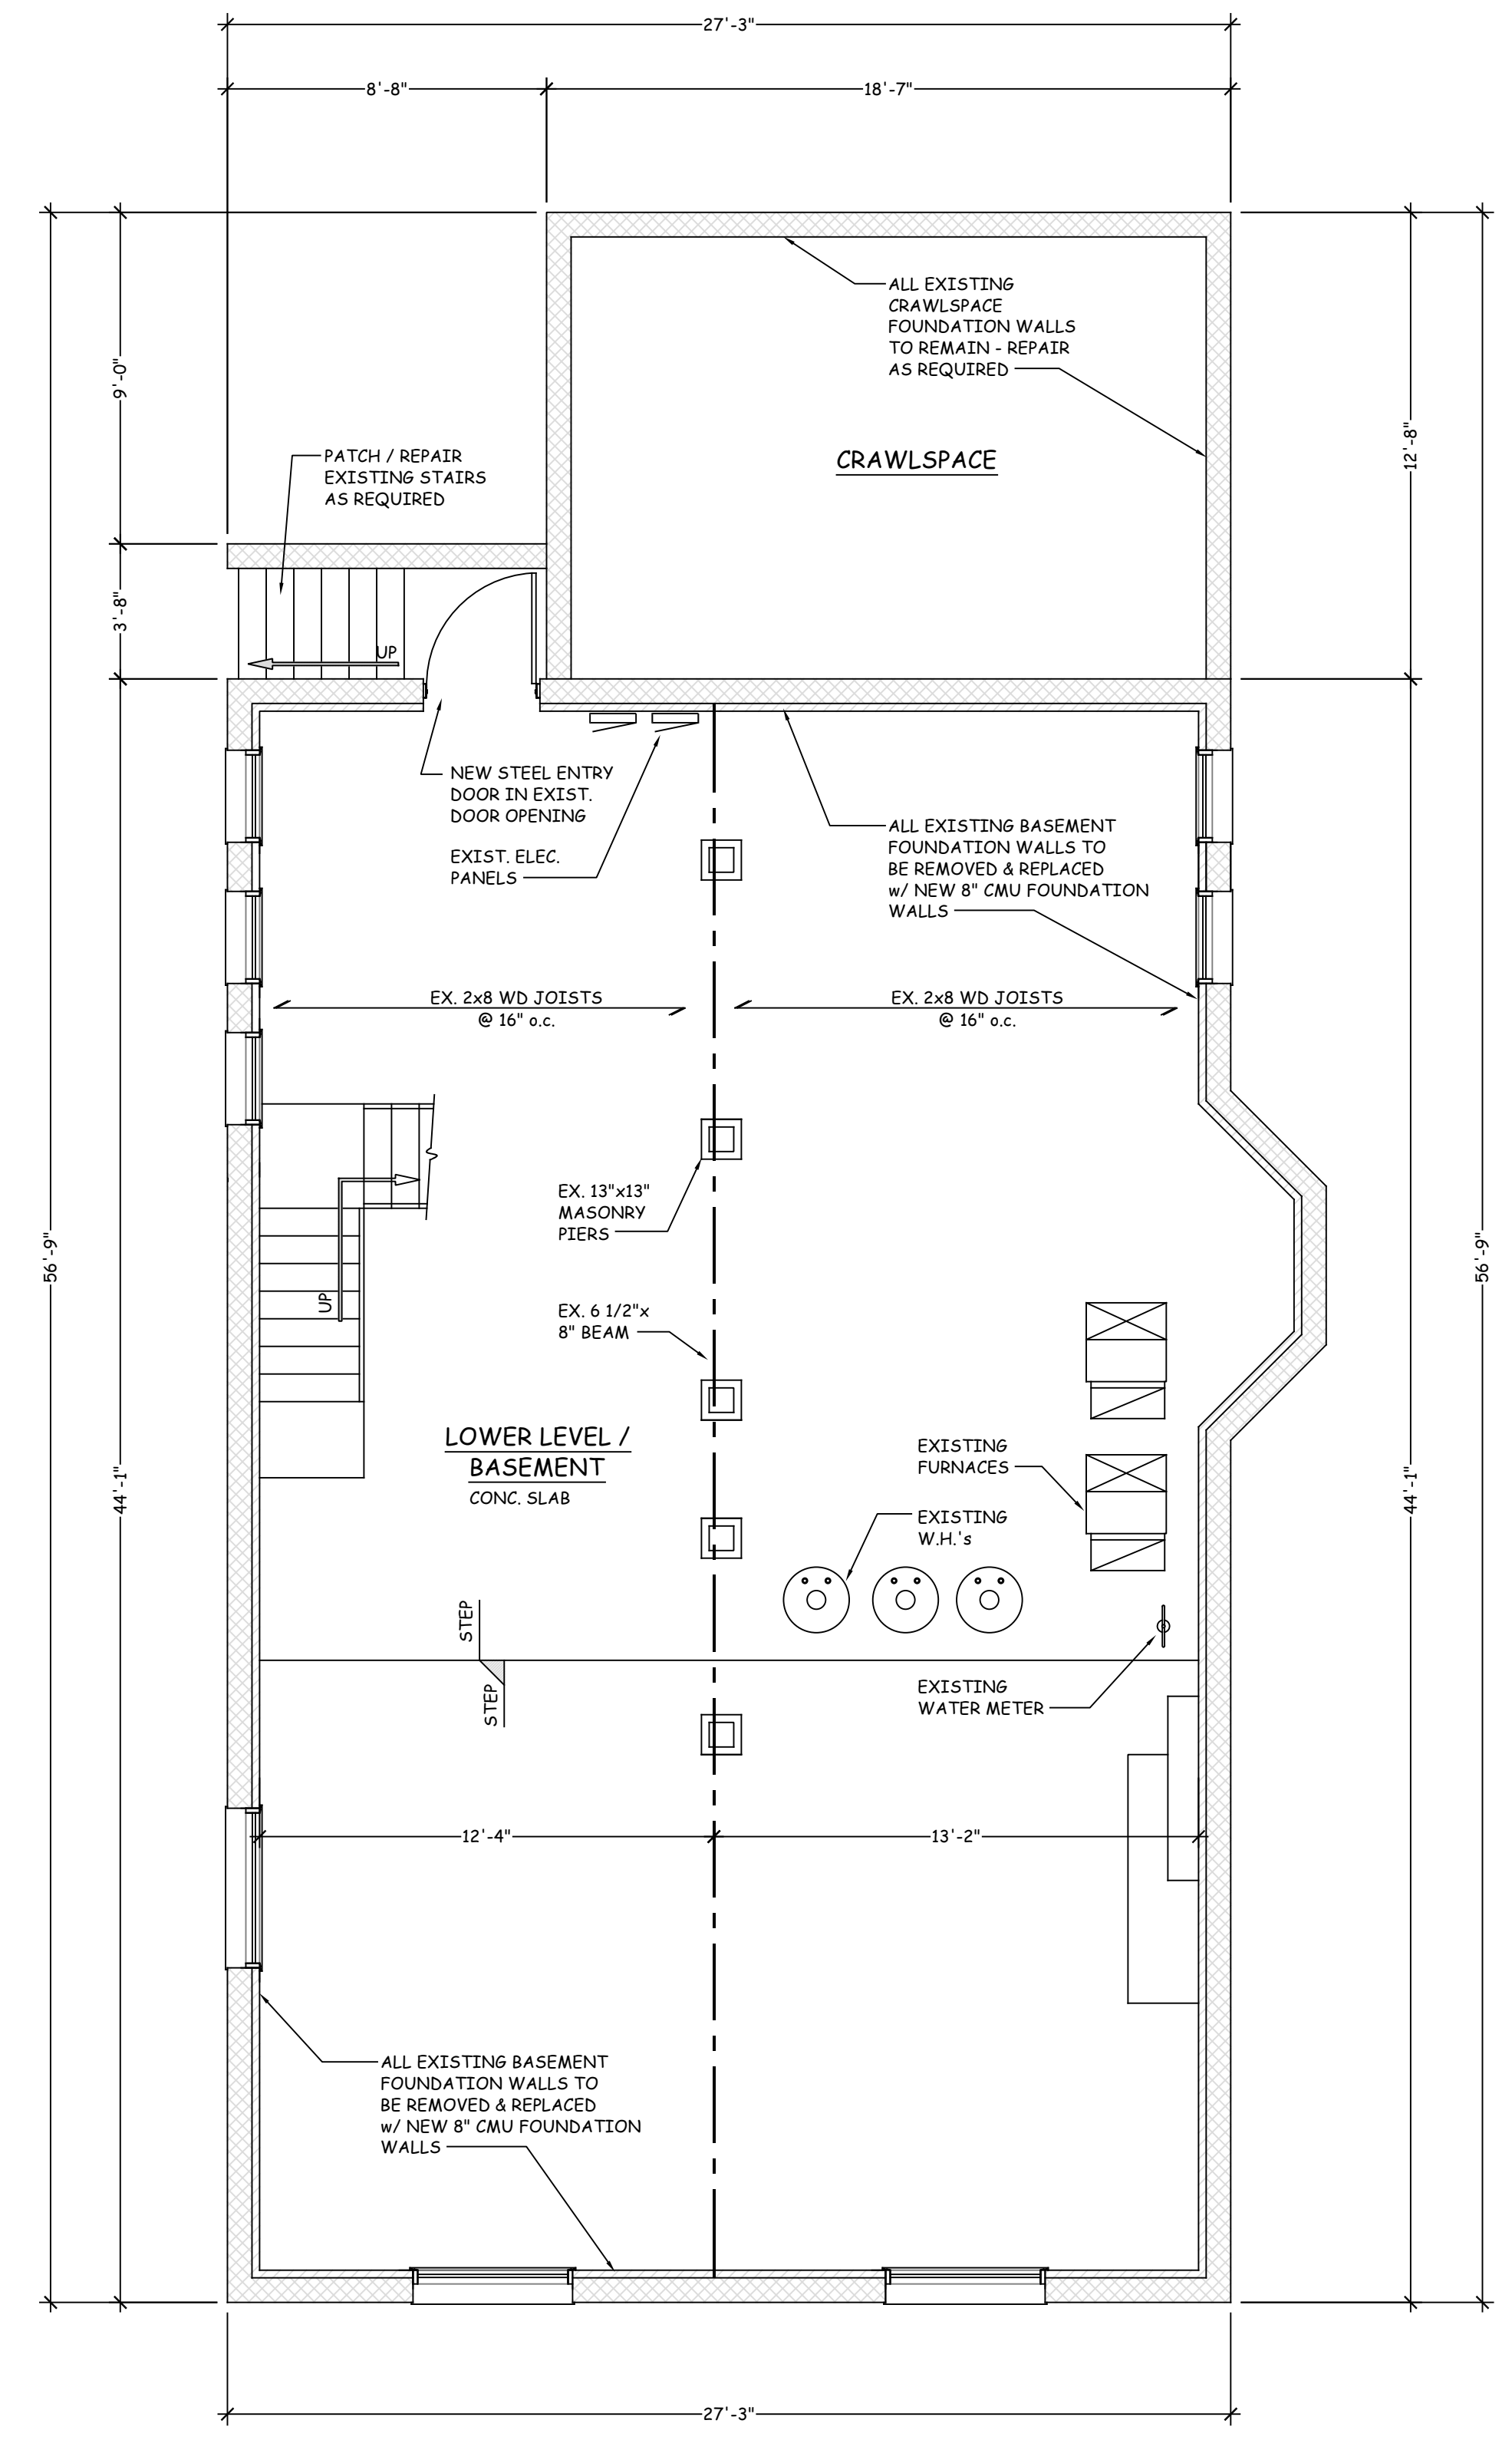 27'-3"
8'-8"
18'-7"
ALL EXISTING
CRAWLSPACE
FOUNDATION WALLS
TO REMAIN - REPAIR
AS REQUIRED
9'-0"
12'-8"
CRAWLSPACE
PATCH / REPAIR
EXISTING STAIRS
AS REQUIRED
3'-8"
UP
NEW STEEL ENTRY
DOOR IN EXIST.
DOOR OPENING
EXIST. ELEC.
PANELS
ALL EXISTING BASEMENT
FOUNDATION WALLS TO
BE REMOVED & REPLACED
w/ NEW 8" CMU FOUNDATION
WALLS
EX. 2x8 WD JOISTS
@ 16" o.c.
EX. 2x8 WD JOISTS
@ 16" o.c.
EX. 13"x13"
MASONRY
PIERS
56'-9"
56'-9"
UP
EX. 6 1/2"x
8" BEAM
LOWER LEVEL /
BASEMENT
CONC. SLAB
EXISTING
FURNACES
44'-1"
44'-1"
EXISTING
W.H.'s
STEP
STEP
EXISTING
WATER METER
12'-4"
13'-2"
ALL EXISTING BASEMENT
FOUNDATION WALLS TO
BE REMOVED & REPLACED
w/ NEW 8" CMU FOUNDATION
WALLS
27'-3"